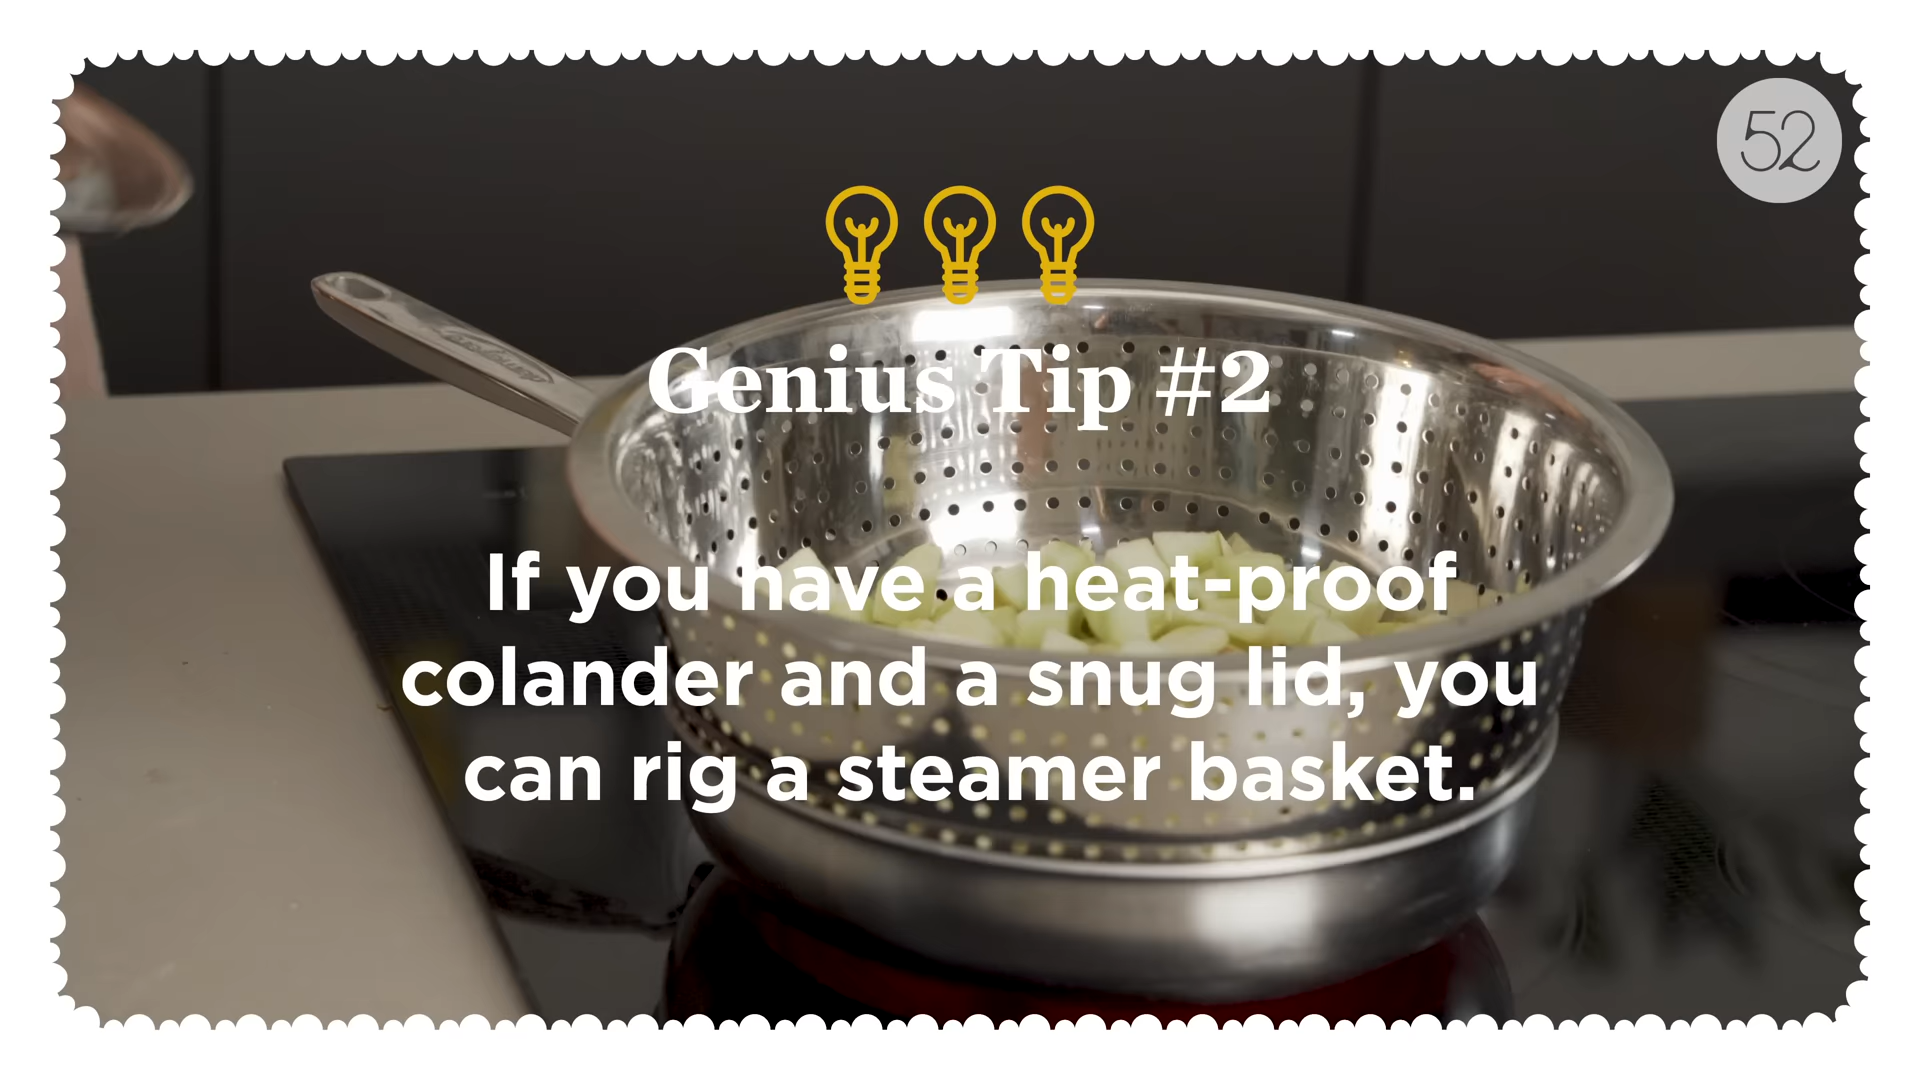 52
Genius Tip #2
If you have a heat-proof
colander and a snug lid, you
can rig a steamer basket.